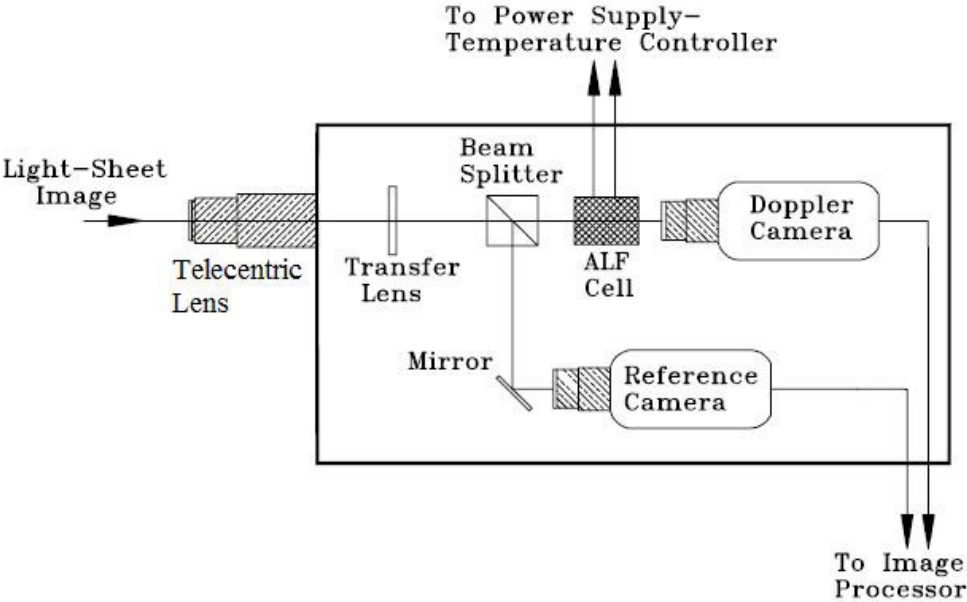 To Power Supply-
Temperature Controller
Beam
Splitter
Light-Sheet
Image
Doppler
Camera
Telecentric
Lens
Transfer
Lens
ALF
Cell
Mirror
Reference
Camera
To Image
Processor